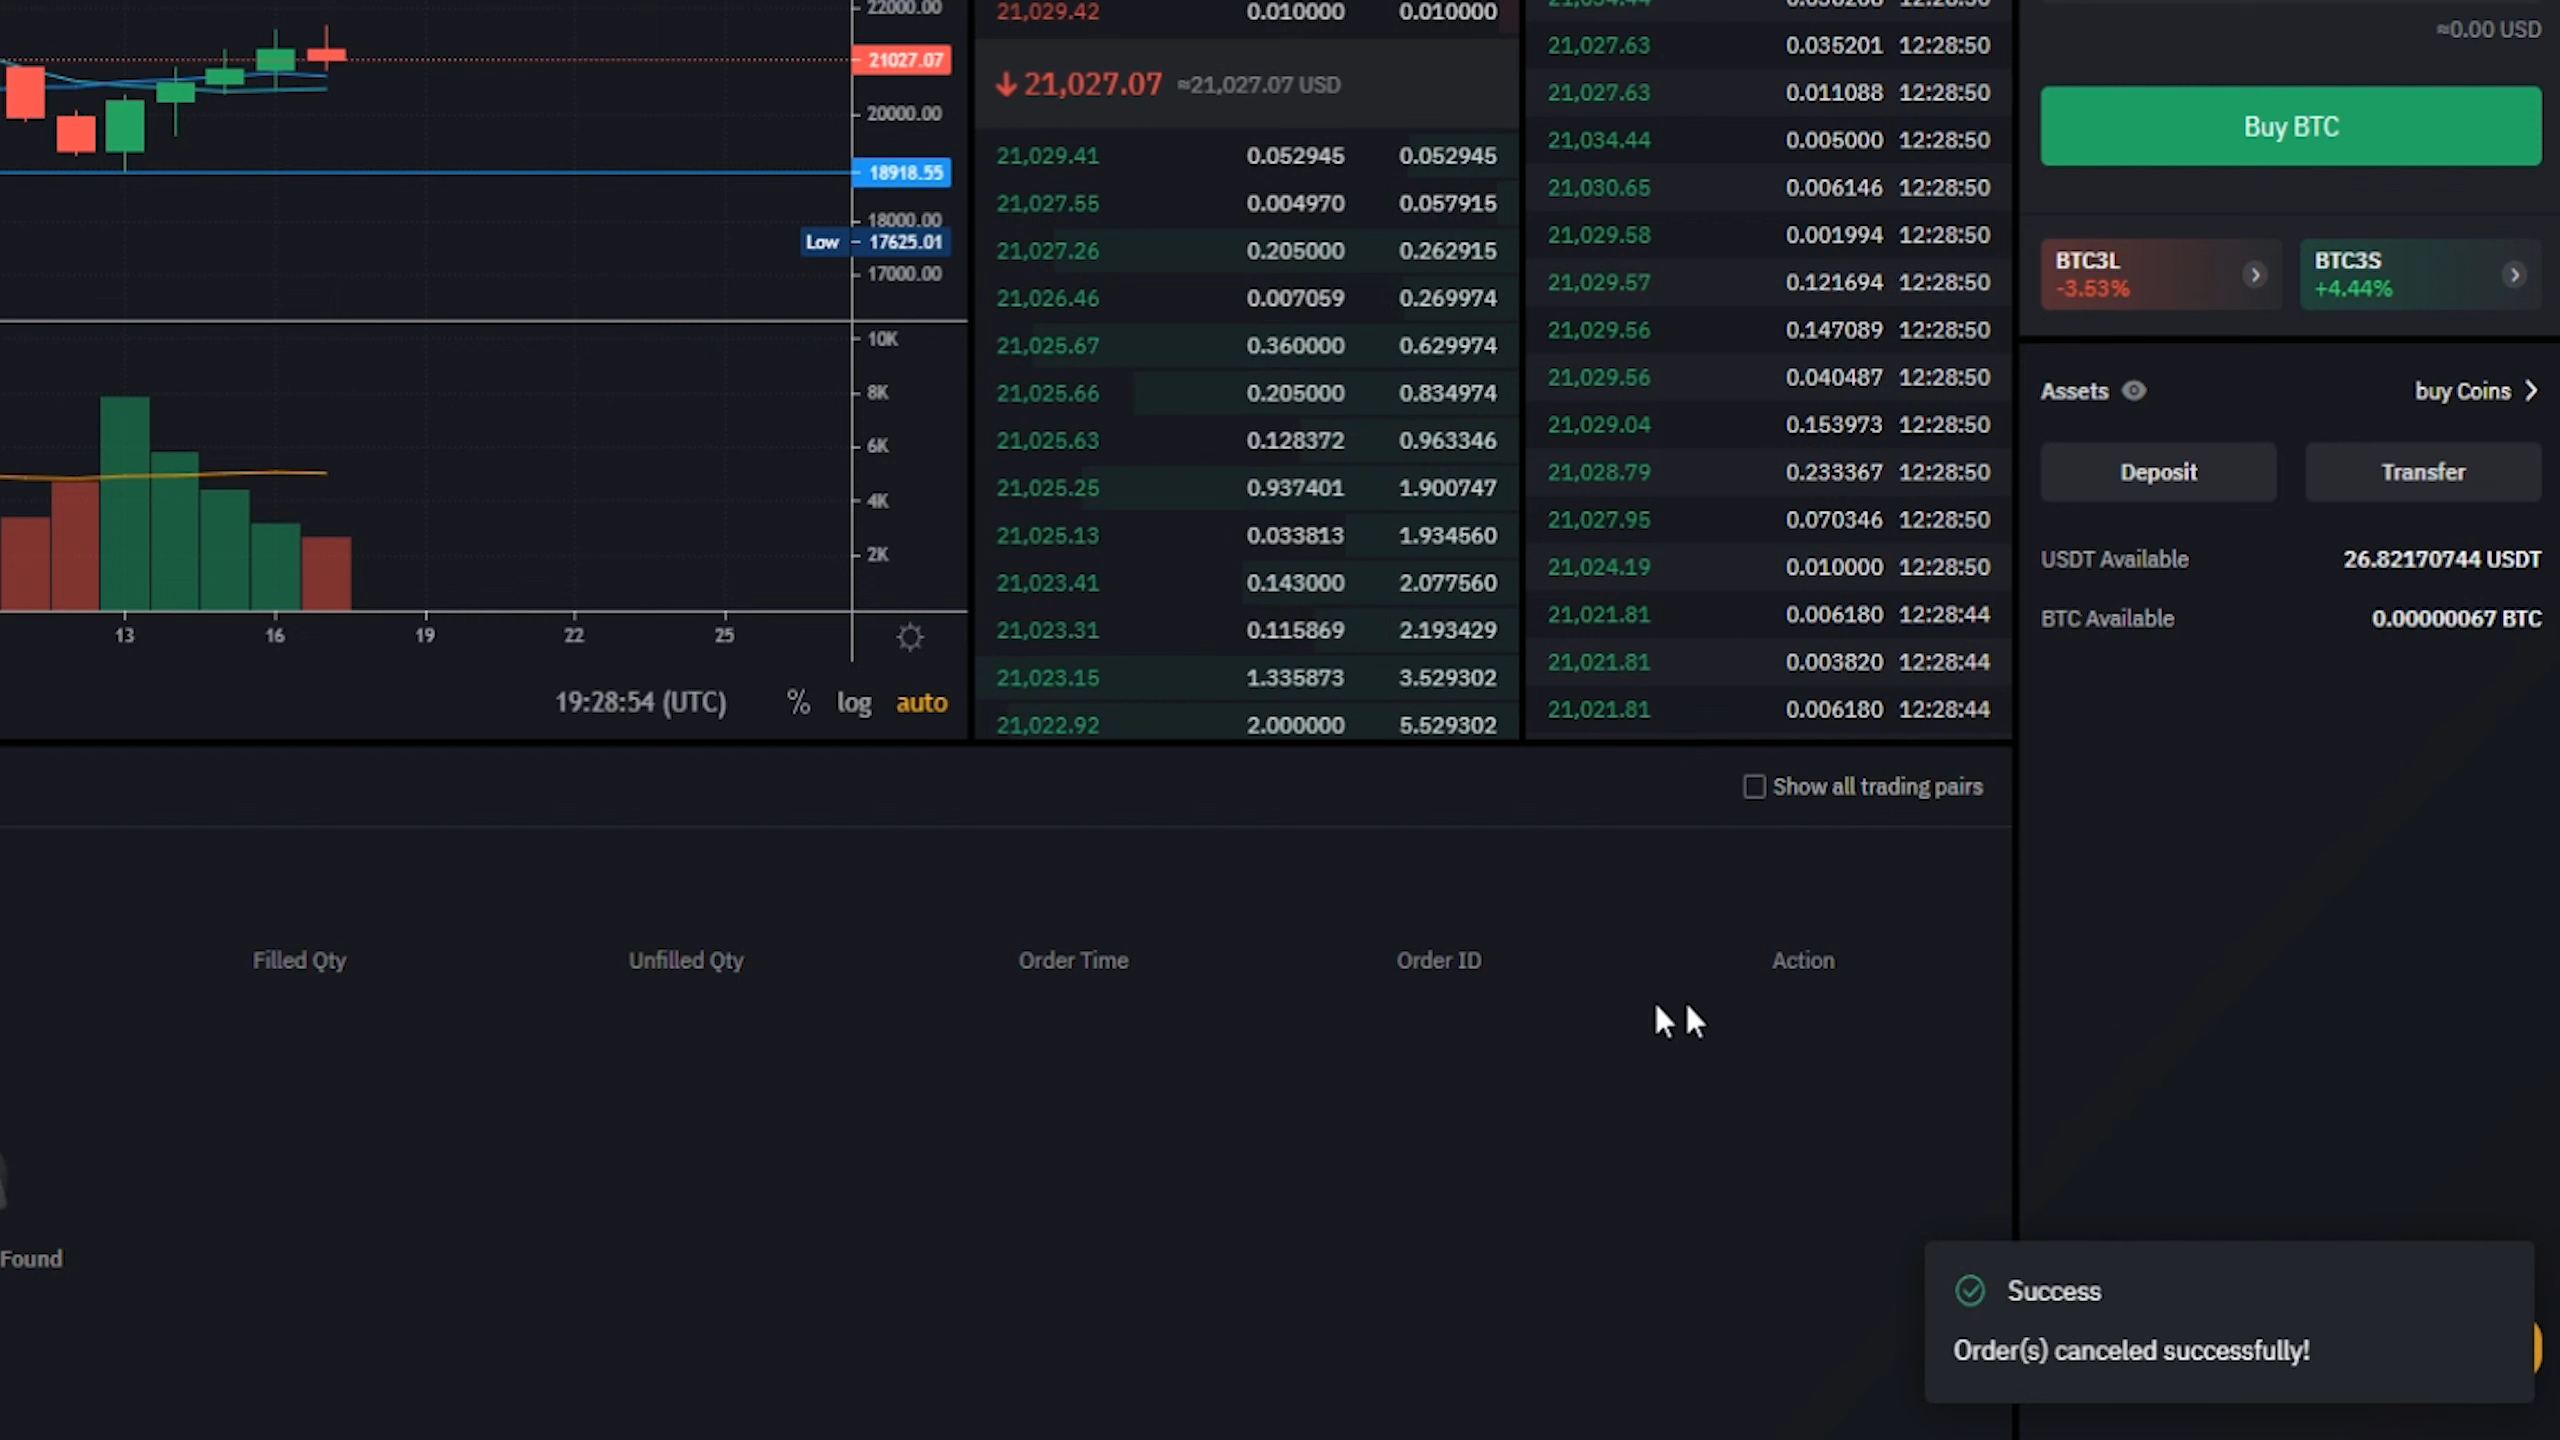 22000.00
21027.07
20000.00
18918.55
18000.00
Low 17625.01
17000.00
10K
8K
6K
4K
2K
13 16 19 22 25
19:28:54 (UTC) % log auto
21,029.42 0.010000 0.010000
21,027.07 ≈21,027.07 USD
21,029.41 0.052945 0.052945
21,027.55 0.004970 0.057915
21,027.26 0.205000 0.262915
21,026.46 0.007059 0.269974
21,025.67 0.360000 0.629974
21,025.66 0.205000 0.834974
21,025.63 0.128372 0.963346
21,025.25 0.937401 1.900747
21,025.13 0.033813 1.934560
21,023.41 0.143000 2.077560
21,023.31 0.115869 2.193429
21,023.15 1.335873 3.529302
21,022.92 2.000000 5.529302
21,027.63 0.035201 12:28:50
21,027.63 0.011088 12:28:50
21,034.44 0.005000 12:28:50
21,030.65 0.006146 12:28:50
21,029.58 0.001994 12:28:50
21,029.57 0.121694 12:28:50
21,029.56 0.147089 12:28:50
21,029.56 0.040487 12:28:50
21,029.04 0.153973 12:28:50
21,028.79 0.233367 12:28:50
21,027.95 0.070346 12:28:50
21,024.19 0.010000 12:28:50
21,021.81 0.006180 12:28:44
21,021.81 0.003820 12:28:44
21,021.81 0.006180 12:28:44
≈0.00 USD
Buy BTC
BTC3L BTC3S
-3.53% +4.44%
Assets buy Coins
Deposit Transfer
USDT Available 26.82170744 USDT
BTC Available 0.00000067 BTC
Show all trading pairs
Filled Qty Unfilled Qty Order Time Order ID Action
Found
Success
Order(s) canceled successfully!